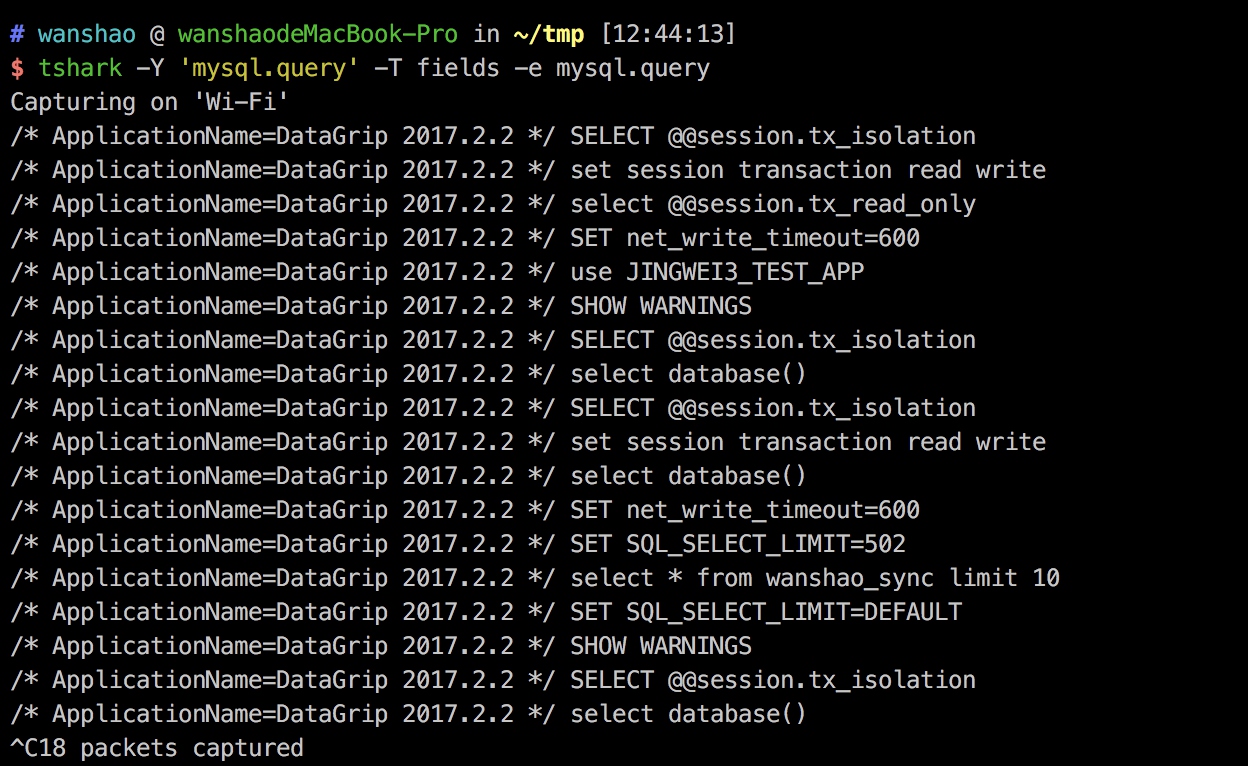 # wanshao @ wanshaodeMacBook-Pro in ~/tmp [12:44:13]
$ tshark -Y 'mysql.query' -T fields -e mysql.query
Capturing on 'Wi-Fi'
/* ApplicationName=DataGrip 2017.2.2 */ SELECT @@session.tx_isolation
/* ApplicationName=DataGrip 2017.2.2 */ set session transaction read write
/* ApplicationName=DataGrip 2017.2.2 */ select @@session.tx_read_only
/* ApplicationName=DataGrip 2017.2.2 */ SET net_write_timeout=600
/* ApplicationName=DataGrip 2017.2.2 */ use JINGWEI3_TEST_APP
/* ApplicationName=DataGrip 2017.2.2 */ SHOW WARNINGS
/* ApplicationName=DataGrip 2017.2.2 */ SELECT @@session.tx_isolation
/* ApplicationName=DataGrip 2017.2.2 */ select database()
/* ApplicationName=DataGrip 2017.2.2 */ SELECT @@session.tx_isolation
/* ApplicationName=DataGrip 2017.2.2 */ set session transaction read write
/* ApplicationName=DataGrip 2017.2.2 */ select database()
/* ApplicationName=DataGrip 2017.2.2 */ SET net_write_timeout=600
/* ApplicationName=DataGrip 2017.2.2 */ SET SQL_SELECT_LIMIT=502
/* ApplicationName=DataGrip 2017.2.2 */ select * from wanshao_sync limit 10
/* ApplicationName=DataGrip 2017.2.2 */ SET SQL_SELECT_LIMIT=DEFAULT
/* ApplicationName=DataGrip 2017.2.2 */ SHOW WARNINGS
/* ApplicationName=DataGrip 2017.2.2 */ SELECT @@session.tx_isolation
/* ApplicationName=DataGrip 2017.2.2 */ select database()
^C18 packets captured